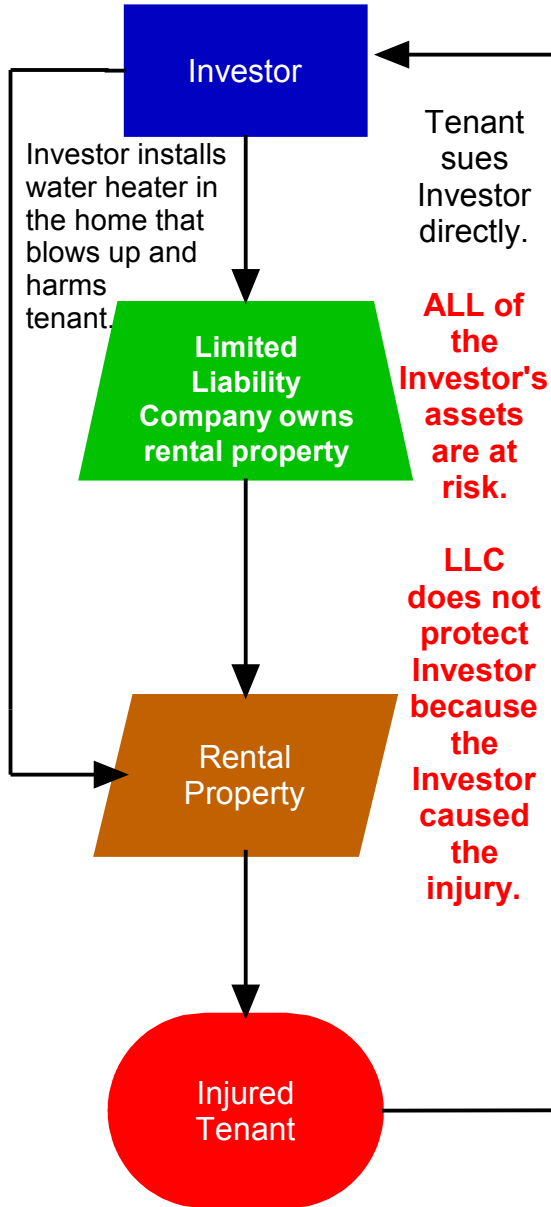 Investor
Investor installs
water heater in
the home that
blows up and
harms
tenant.
Tenant
sues
Investor
directly.
Limited
Liability
Company owns
rental property
ALL of
the
Investor's
assets
are at
risk.
LLC
does not
protect
Investor
because
the
Investor
caused
the
injury.
Rental
Property
Injured
Tenant